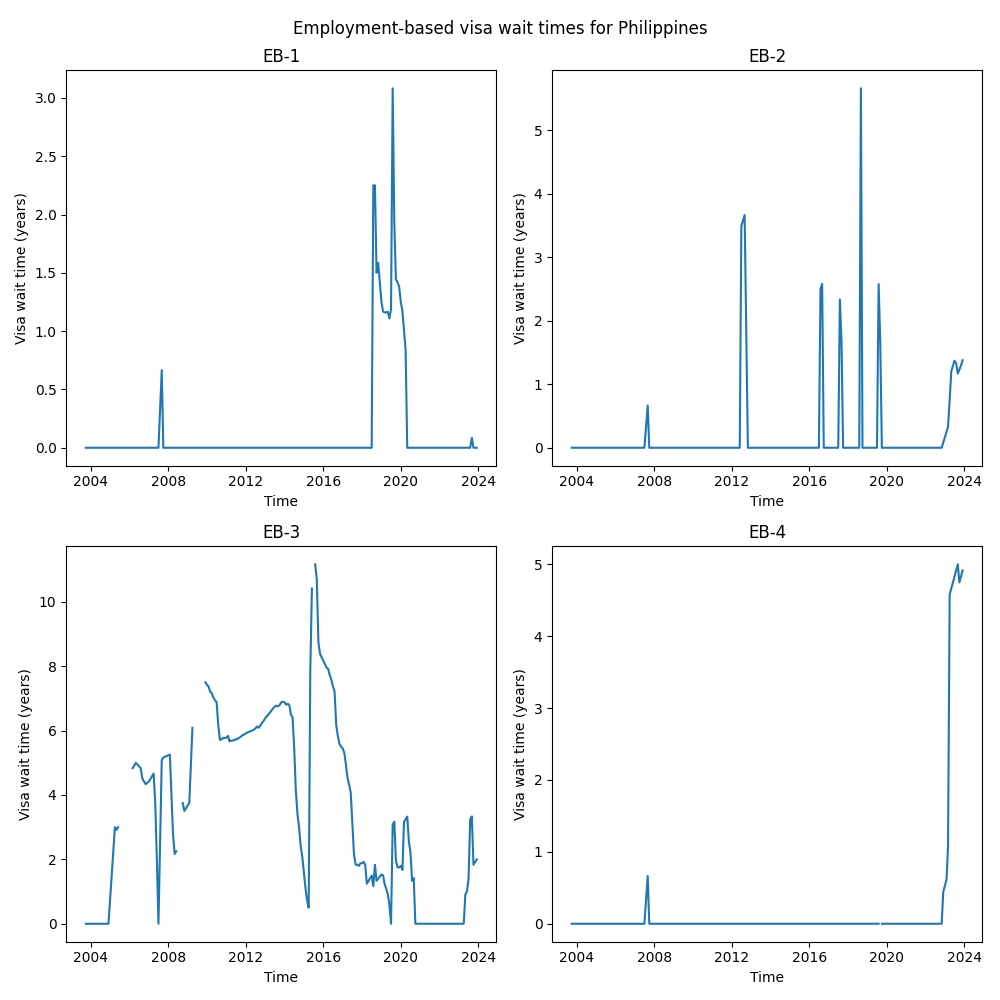 Employment-based visa wait times for Philippines
EB-1
Visa wait time (years)
3.0
2.5
2.0
1.5
1.0
0.5
0.0
2004 2008 2012 2016 2020 2024
Time
EB-2
Visa wait time (years)
5
4
3
2
1
0
2004 2008 2012 2016 2020 2024
Time
EB-3
Visa wait time (years)
10
8
6
4
2
0
2004 2008 2012 2016 2020 2024
Time
EB-4
Visa wait time (years)
5
4
3
2
1
0
2004 2008 2012 2016 2020 2024
Time